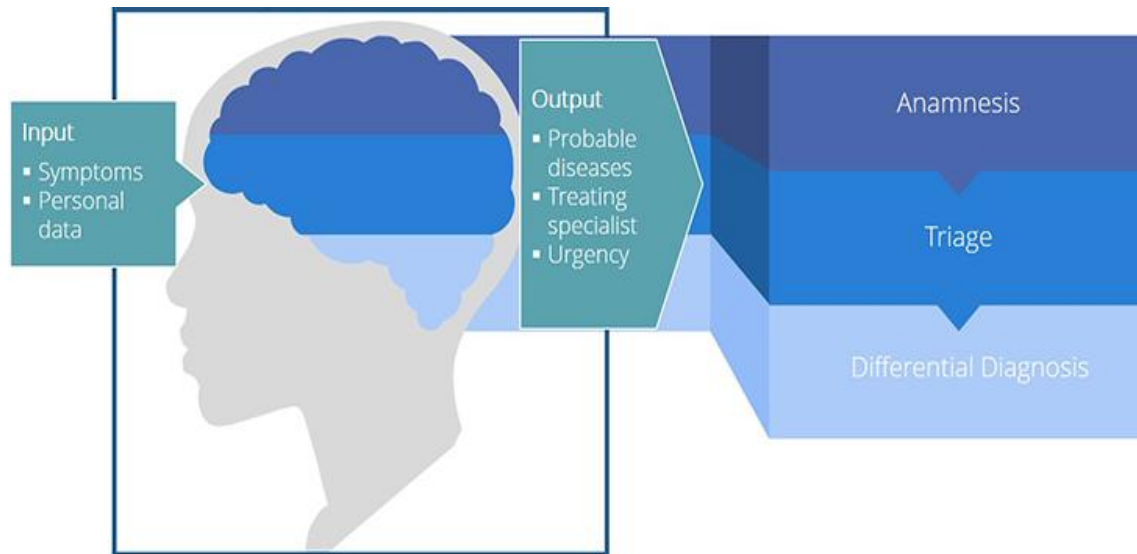 Input
▪ Symptoms
▪ Personal
data
Output
▪ Probable
diseases
▪ Treating
specialist
▪ Urgency
Anamnesis
Triage
Differential Diagnosis